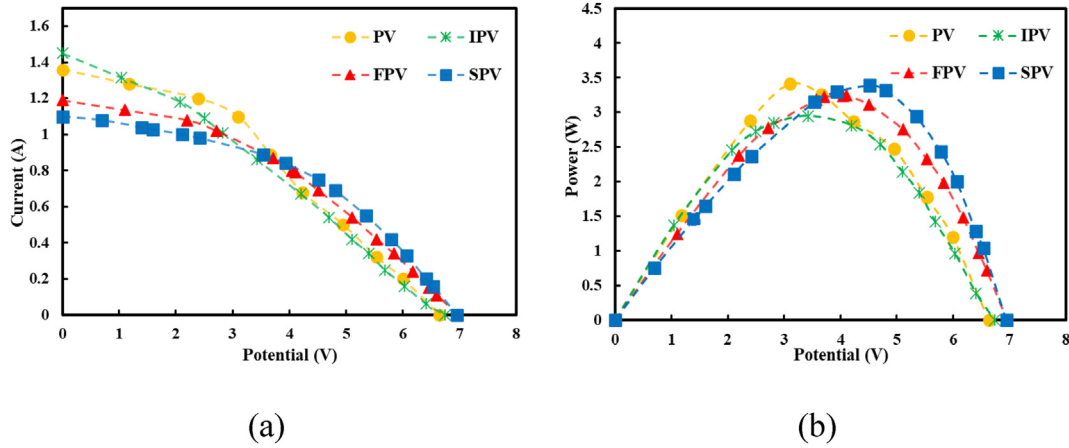 1.6
1.4
1.2
1
0.8
0.6
0.4
0.2
0
Current (A)
PV
IPV
FPV
SPV
0 1 2 3 4 5 6 7 8
Potential (V)
(a)
4.5
4
3.5
3
2.5
2
1.5
1
0.5
0
Power (W)
PV
IPV
FPV
SPV
0 1 2 3 4 5 6 7 8
Potential (V)
(b)